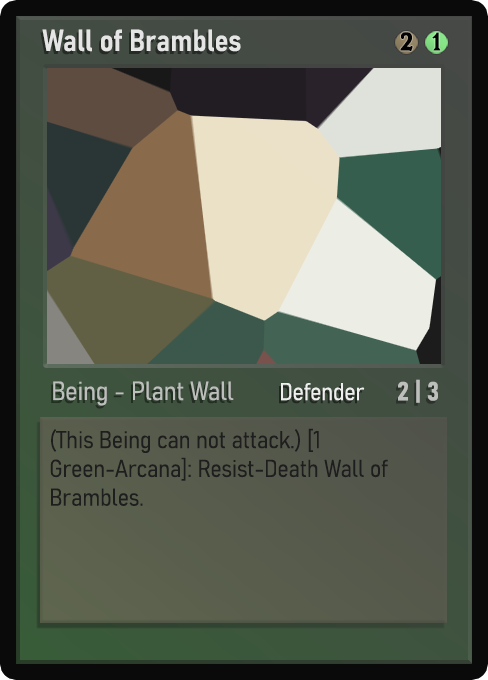 Wall of Brambles 2 1
Being - Plant Wall Defender 2|3
(This Being can not attack.) [1
Green-Arcana]: Resist-Death Wall of
Brambles.